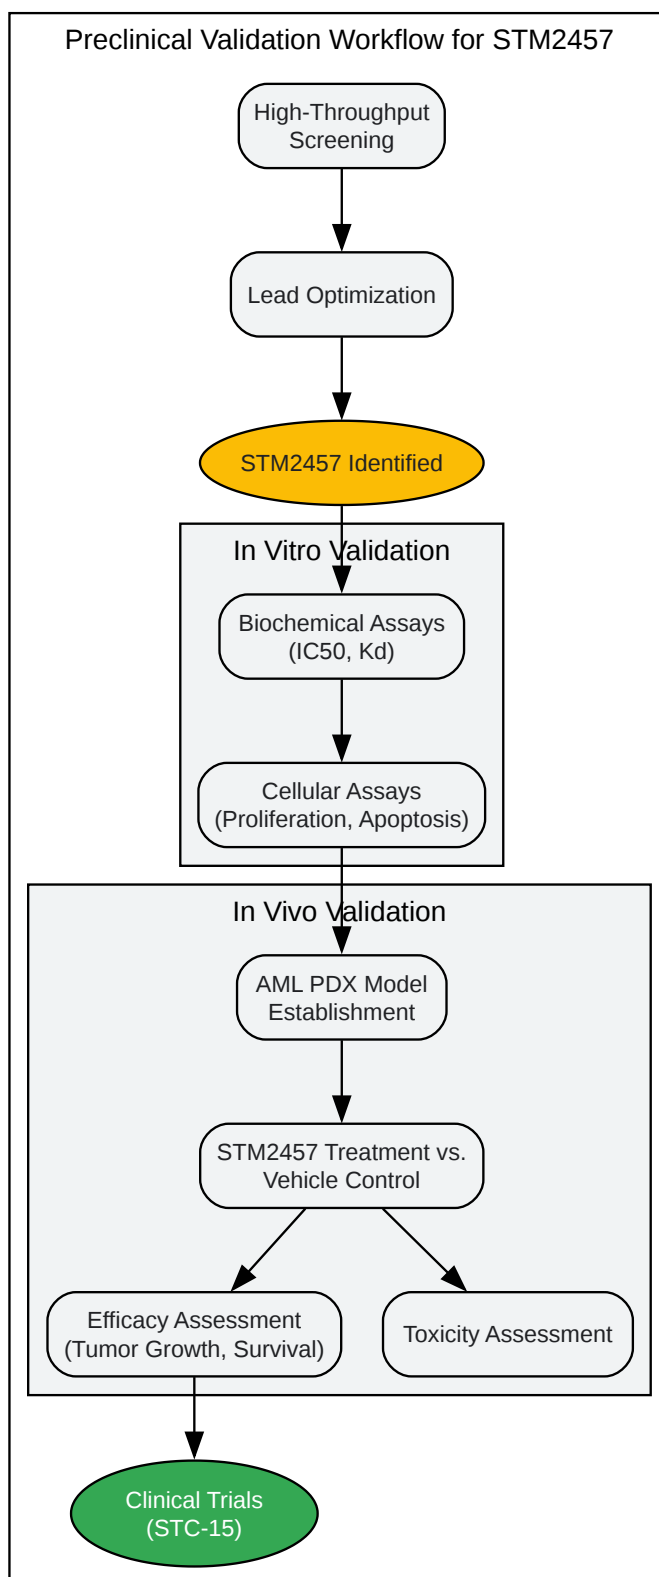 Preclinical Validation Workflow for STM2457
High-Throughput
Screening
Lead Optimization
STM2457 Identified
In Vitro Validation
Biochemical Assays
(IC50, Kd)
Cellular Assays
(Proliferation, Apoptosis)
In Vivo Validation
AML PDX Model
Establishment
STM2457 Treatment vs.
Vehicle Control
Efficacy Assessment
(Tumor Growth, Survival)
Toxicity Assessment
Clinical Trials
(STC-15)